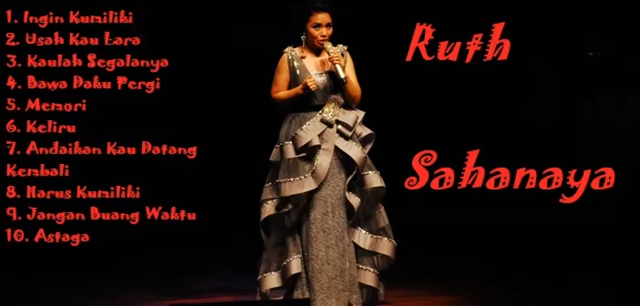 1. Ingin Kumiliki
2. Usah Kau Lara
3. Kaulah Segalanya
4. Bawa Daku Pergi
5. Memori
6. Keliru
7. Andaikan Kau Datang
Kembali
8. Harus Kumiliki
9. Jangan Buang Waktu
10. Astaga
Ruth
Sahanaya